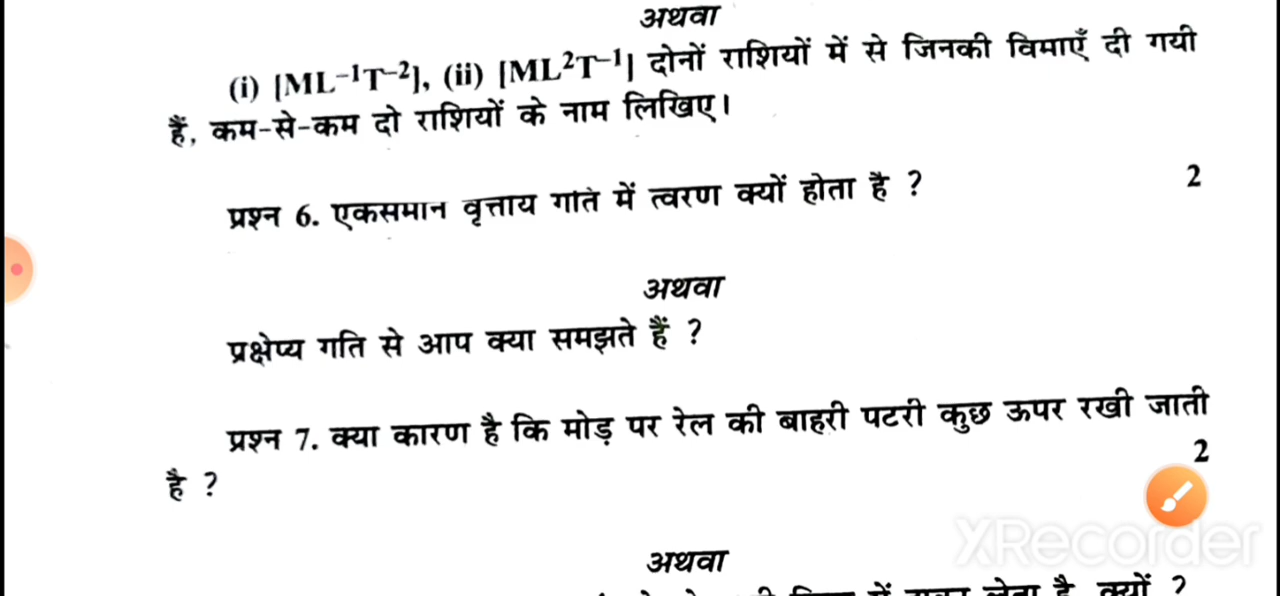 अथवा
(i) [ML⁻¹T⁻²], (ii) [ML²T⁻¹] दोनों राशियों में से जिनकी विमाएँ दी गयी
हैं, कम-से-कम दो राशियों के नाम लिखिए।
प्रश्न 6. एकसमान वृत्ताय गति में त्वरण क्यों होता है ? 2
अथवा
प्रक्षेप्य गति से आप क्या समझते हैं ?
प्रश्न 7. क्या कारण है कि मोड़ पर रेल की बाहरी पटरी कुछ ऊपर रखी जाती
है ? 2
XRecorder
अथवा
में लेता है, क्यों ?